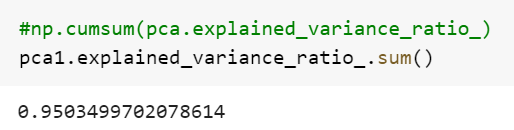 #np.cumsum(pca.explained_variance_ratio_)
pca1.explained_variance_ratio_.sum()
0.9503499702078614